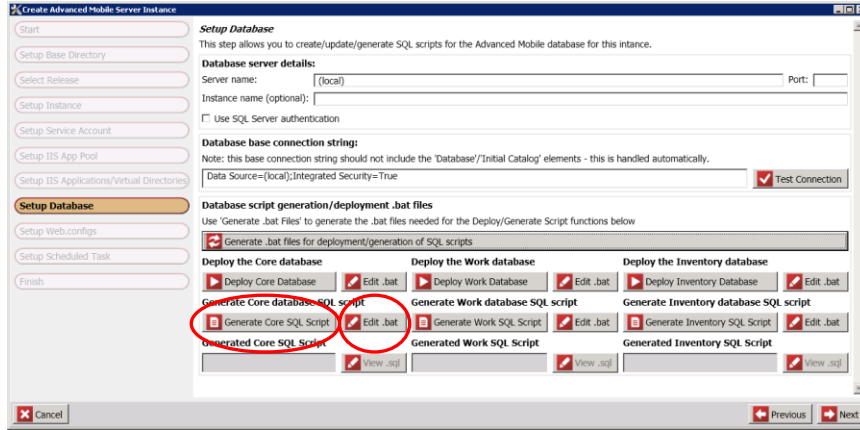 Create Advanced Mobile Server Instance
Start
Setup Base Directory
Select Release
Setup Instance
Setup Service Account
Setup IIS App Pool
Setup IIS Applications/Virtual Directories
Setup Database
Setup Web.configs
Setup Scheduled Task
Finish
Setup Database
This step allows you to create/update/generate SQL scripts for the Advanced Mobile database for this intance.
Database server details:
Server name: (local) Port:
Instance name (optional):
Use SQL Server authentication
Database base connection string:
Note: this base connection string should not include the 'Database'/'Initial Catalog' elements - this is handled automatically.
Data Source=(local);Integrated Security=True Test Connection
Database script generation/deployment .bat files
Use 'Generate .bat Files' to generate the .bat files needed for the Deploy/Generate Script functions below
Generate .bat files for deployment/generation of SQL scripts
Deploy the Core database Deploy the Work database Deploy the Inventory database
Deploy Core Database Edit .bat Deploy Work Database Edit .bat Deploy Inventory Database Edit .bat
Generate Core database SQL script Generate Work database SQL script Generate Inventory database SQL script
Generate Core SQL Script Edit .bat Generate Work SQL Script Edit .bat Generate Inventory SQL Script Edit .bat
Generated Core SQL Script Generated Work SQL Script Generated Inventory SQL Script
View .sql View .sql View .sql
Cancel Previous Next